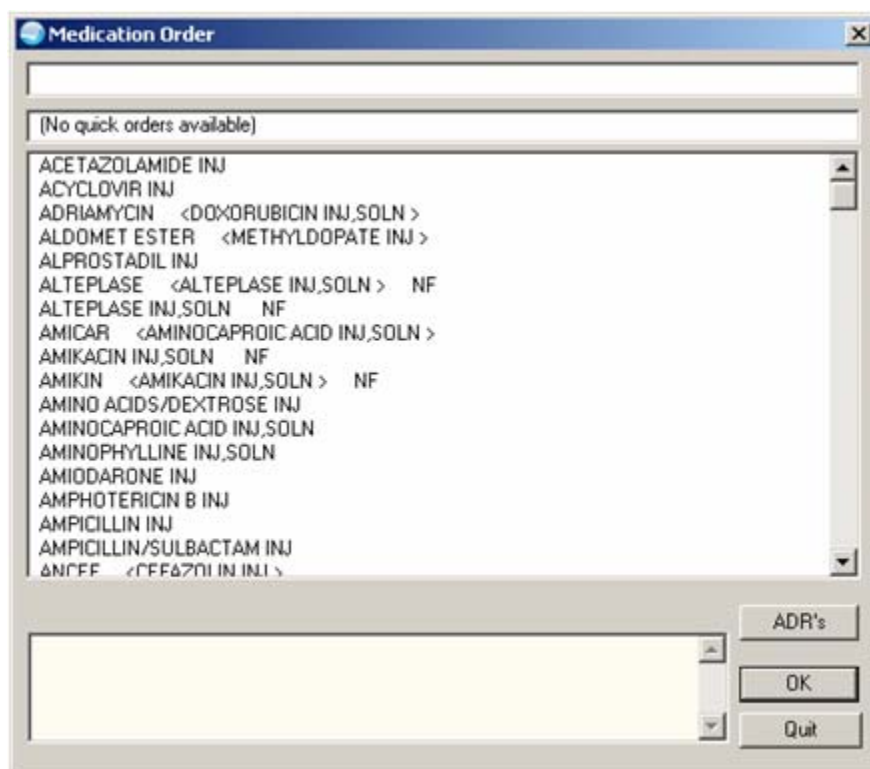 Medication Order
(No quick orders available)
ACETAZOLAMIDE INJ
ACYCLOVIR INJ
ADRIAMYCIN <DOXORUBICIN INJ,SOLN >
ALDOMET ESTER <METHYLDOPATE INJ >
ALPROSTADIL INJ
ALTEPLASE <ALTEPLASE INJ,SOLN > NF
ALTEPLASE INJ,SOLN NF
AMICAR <AMINOCAPROIC ACID INJ,SOLN >
AMIKACIN INJ,SOLN NF
AMIKIN <AMIKACIN INJ,SOLN > NF
AMINO ACIDS/DEXTROSE INJ
AMINOCAPROIC ACID INJ,SOLN
AMINOPHYLLINE INJ,SOLN
AMIODARONE INJ
AMPHOTERICIN B INJ
AMPICILLIN INJ
AMPICILLIN/SULBACTAM INJ
ANCEF <CEFAZOLIN INJ >
ADR's
OK
Quit